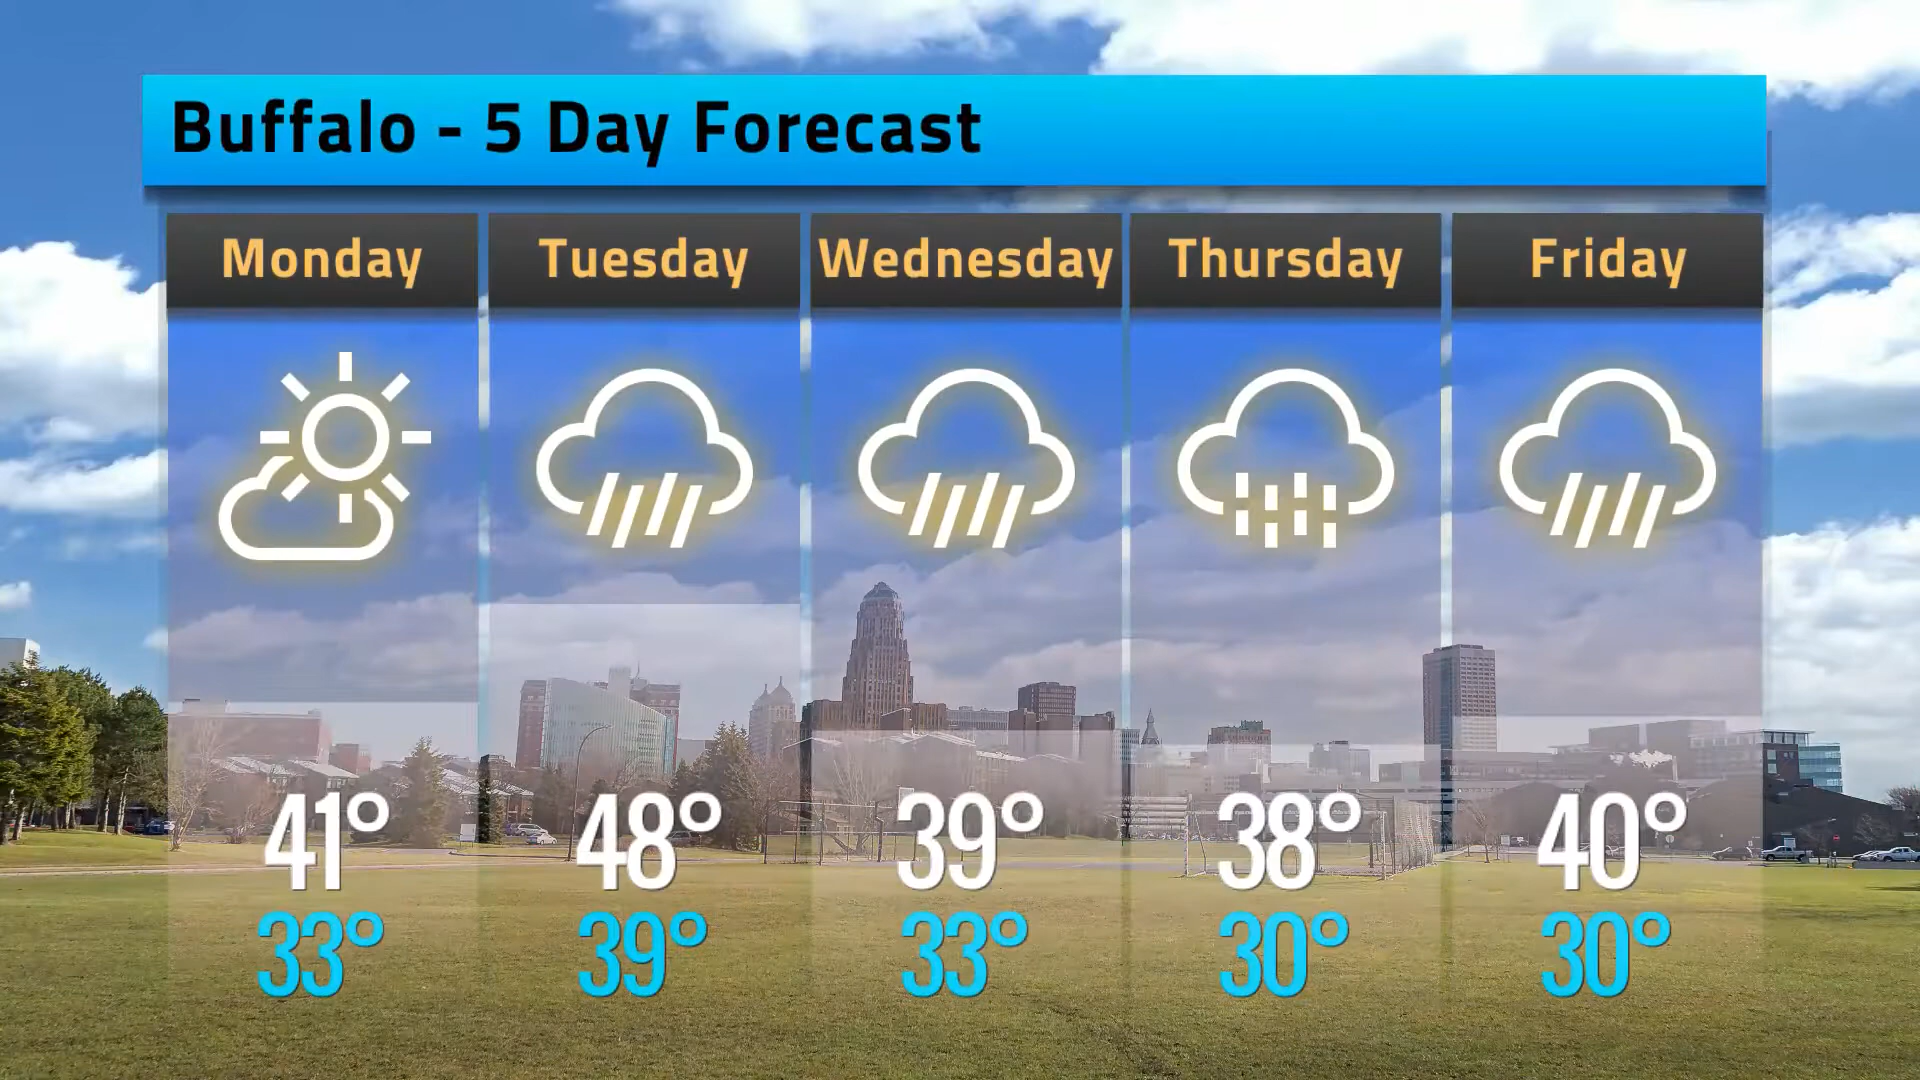 Buffalo - 5 Day Forecast
Monday Tuesday Wednesday Thursday Friday
41° 48° 39° 38° 40°
33° 39° 33° 30° 30°